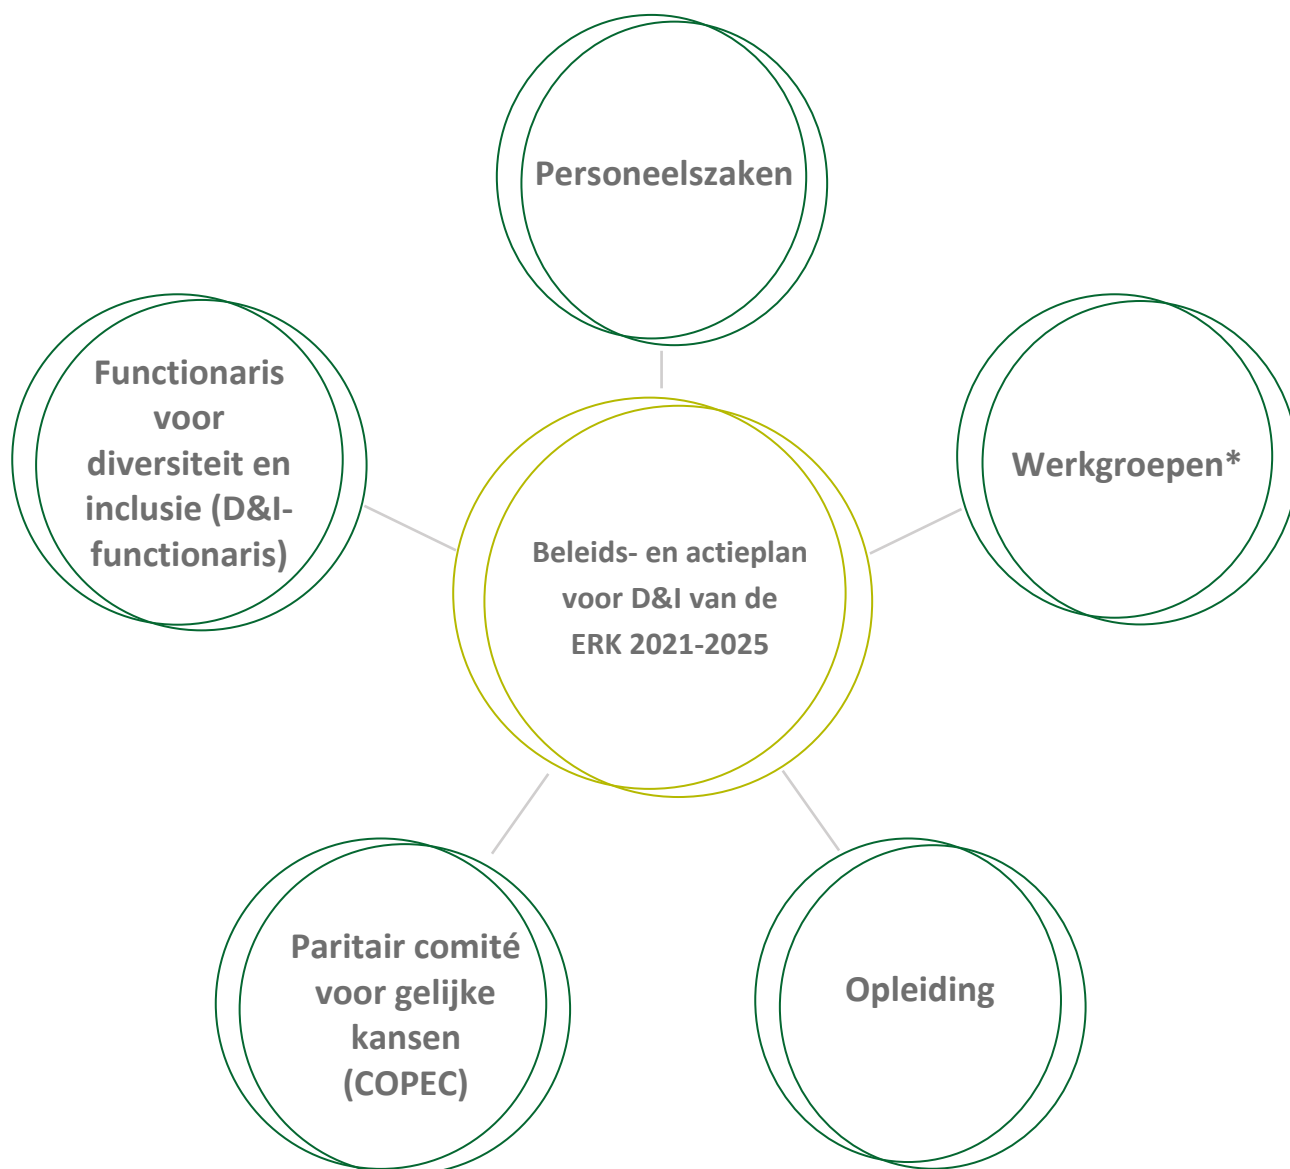 Personeelszaken
Functionaris
voor
diversiteit en
inclusie (D&I-
functionaris)
Werkgroepen*
Beleids- en actieplan
voor D&I van de
ERK 2021-2025
Paritair comité
voor gelijke
kansen
(COPEC)
Opleiding